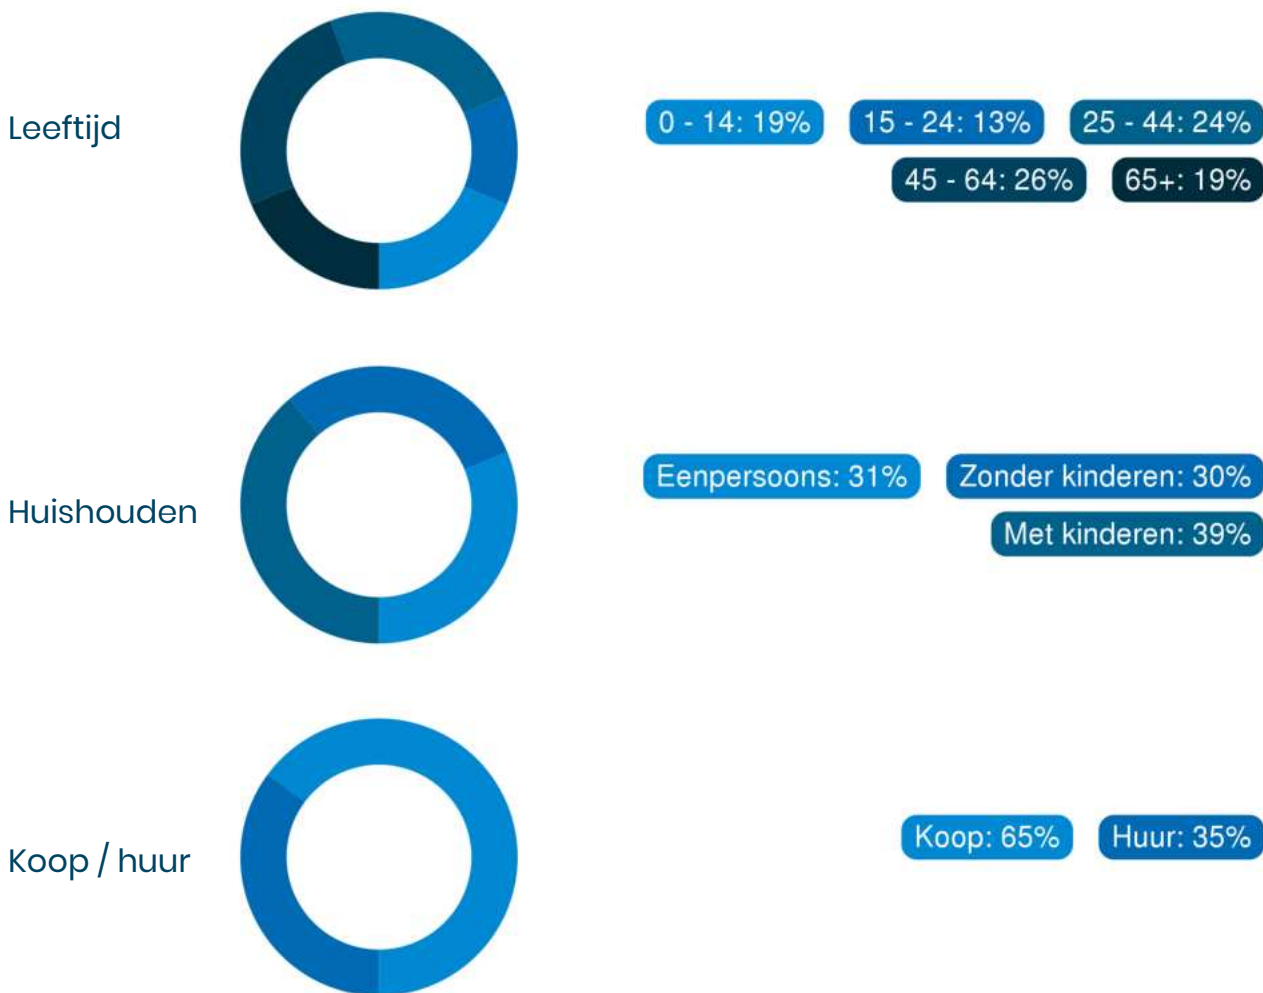 Leeftijd
0 - 14: 19% 15 - 24: 13% 25 - 44: 24%
45 - 64: 26% 65+: 19%
Huishouden
Eenpersoons: 31% Zonder kinderen: 30%
Met kinderen: 39%
Koop / huur
Koop: 65% Huur: 35%